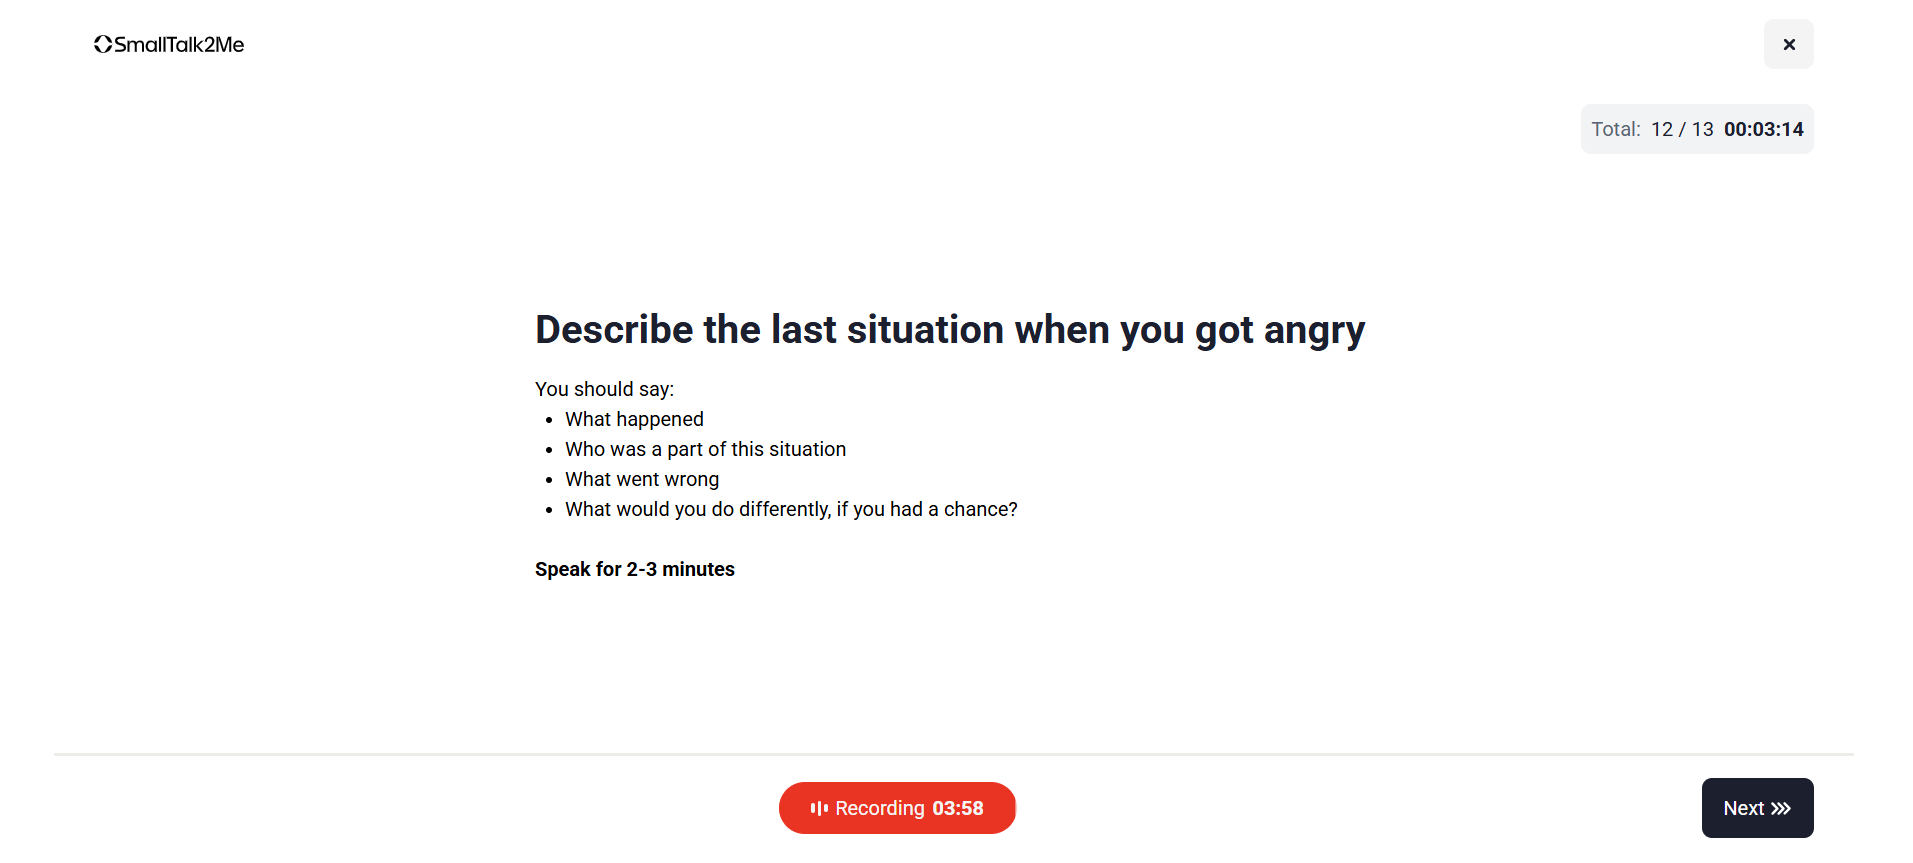 SmallTalk2Me
Total: 12 / 13 00:03:14
Describe the last situation when you got angry
You should say:
• What happened
• Who was a part of this situation
• What went wrong
• What would you do differently, if you had a chance?
Speak for 2-3 minutes
Recording 03:58
Next